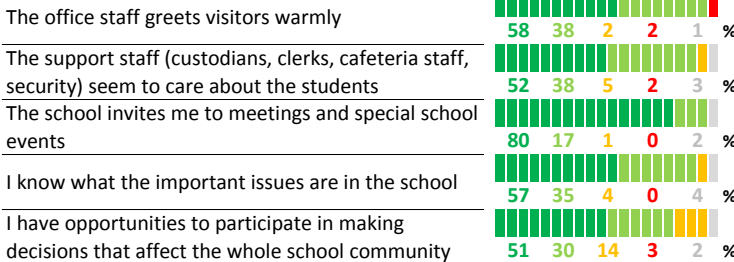 The office staff greets visitors warmly
58 38 2 2 1 %
The support staff (custodians, clerks, cafeteria staff,
security) seem to care about the students
52 38 5 2 3 %
The school invites me to meetings and special school
events
80 17 1 0 2 %
I know what the important issues are in the school
57 35 4 0 4 %
I have opportunities to participate in making
decisions that affect the whole school community
51 30 14 3 2 %